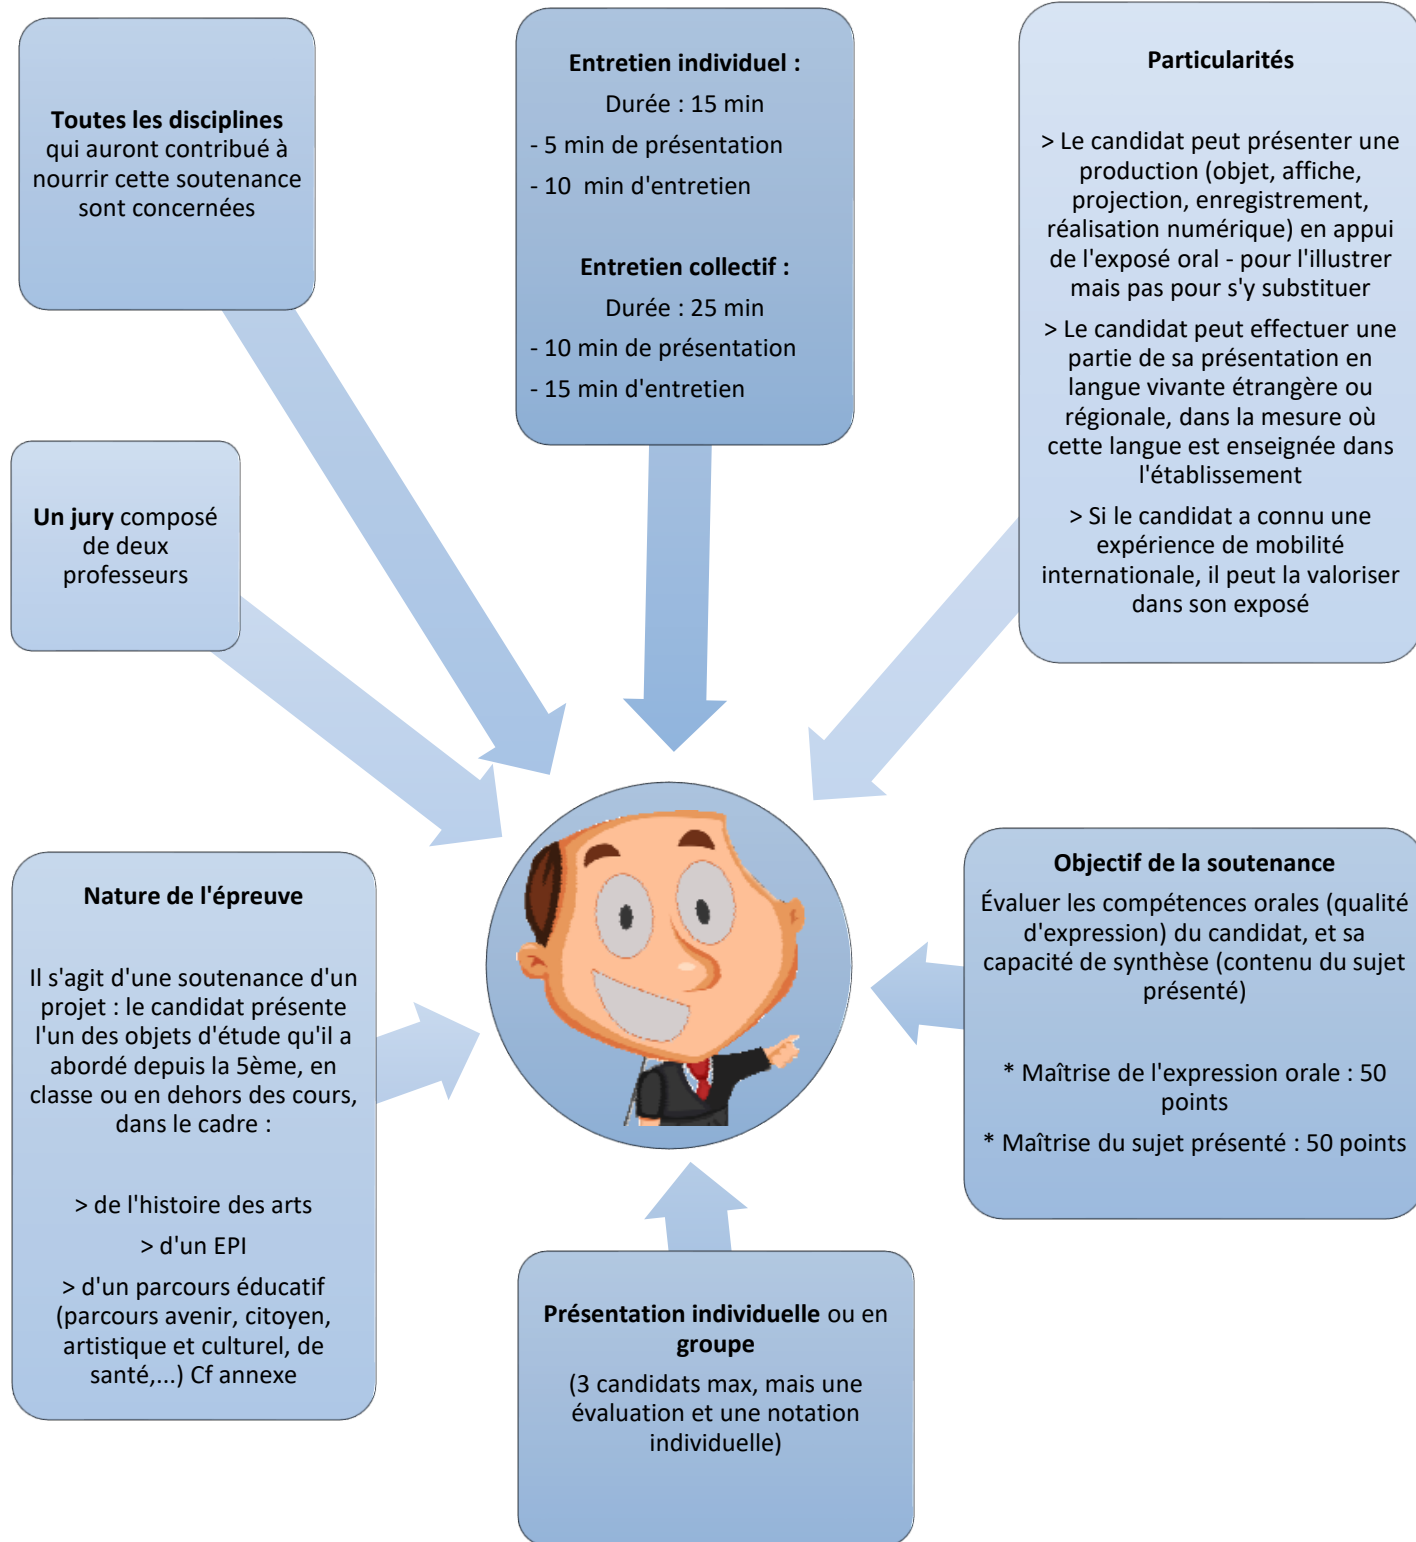 Toutes les disciplines
qui auront contribué à
nourrir cette soutenance
sont concernées
Entretien individuel :
Durée : 15 min
- 5 min de présentation
- 10 min d'entretien
Entretien collectif :
Durée : 25 min
- 10 min de présentation
- 15 min d'entretien
Particularités
> Le candidat peut présenter une
production (objet, affiche,
projection, enregistrement,
réalisation numérique) en appui
de l'exposé oral - pour l'illustrer
mais pas pour s'y substituer
> Le candidat peut effectuer une
partie de sa présentation en
langue vivante étrangère ou
régionale, dans la mesure où
cette langue est enseignée dans
l'établissement
> Si le candidat a connu une
expérience de mobilité
internationale, il peut la valoriser
dans son exposé
Un jury composé
de deux
professeurs
Nature de l'épreuve
Il s'agit d'une soutenance d'un
projet : le candidat présente
l'un des objets d'étude qu'il a
abordé depuis la 5ème, en
classe ou en dehors des cours,
dans le cadre :
> de l'histoire des arts
> d'un EPI
> d'un parcours éducatif
(parcours avenir, citoyen,
artistique et culturel, de
santé,...) Cf annexe
Objectif de la soutenance
Évaluer les compétences orales (qualité
d'expression) du candidat, et sa
capacité de synthèse (contenu du sujet
présenté)
* Maîtrise de l'expression orale : 50
points
* Maîtrise du sujet présenté : 50 points
Présentation individuelle ou en
groupe
(3 candidats max, mais une
évaluation et une notation
individuelle)